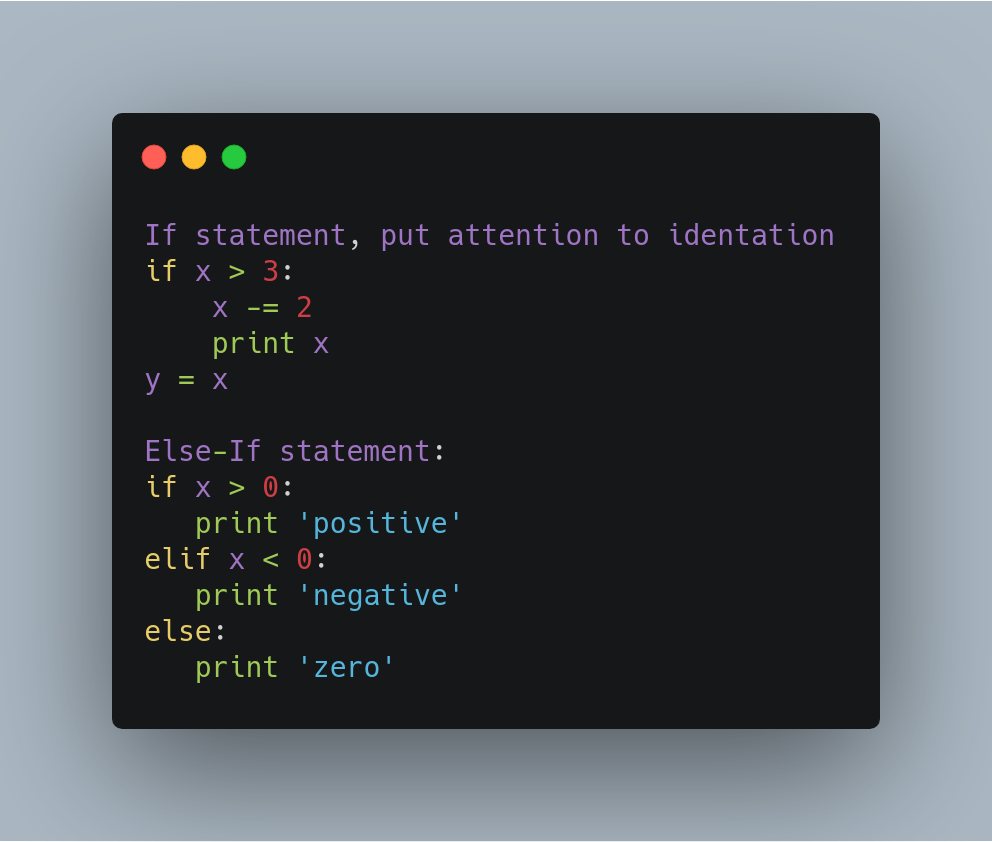 If statement, put attention to identation
if x > 3:
    x -= 2
    print x
y = x

Else-If statement:
if x > 0:
   print 'positive'
elif x < 0:
   print 'negative'
else:
   print 'zero'